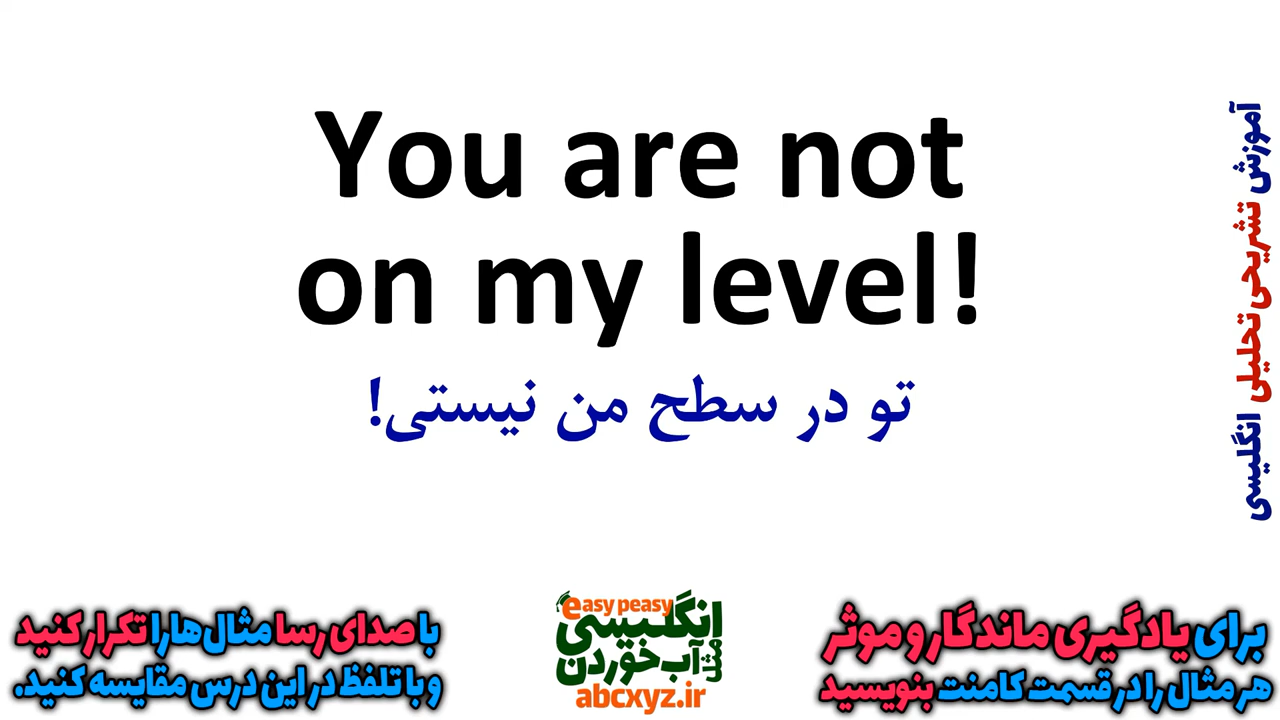 You are not
on my level!
تو در سطح من نیستی!
آموزش تشریحی تحلیلی انگلیسی
با صدای رسا مثال‌ها را تکرار کنید
و با تلفظ در این درس مقایسه کنید.
easy peasy
انگلیسی
مثل آب خوردن
abcxyz.ir
برای یادگیری ماندگار و موثر
هر مثال را در قسمت کامنت بنویسید